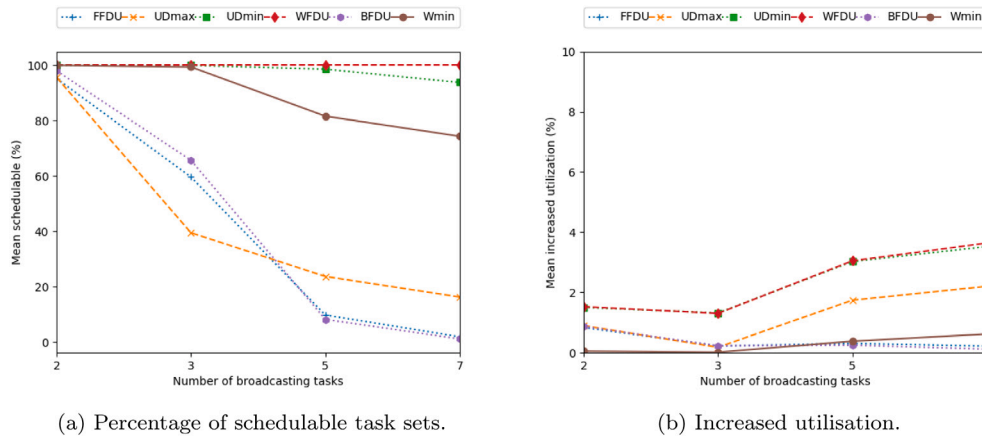 FFDU UDmax UDmin WFDU BFDU Wmin
100
80
60
40
20
0
Mean schedulable (%)
2 3 5 7
Number of broadcasting tasks
(a) Percentage of schedulable task sets.
FFDU UDmax UDmin WFDU BFDU Wmin
10
8
6
4
2
0
Mean increased utilization (%)
2 3 5
Number of broadcasting tasks
(b) Increased utilisation.